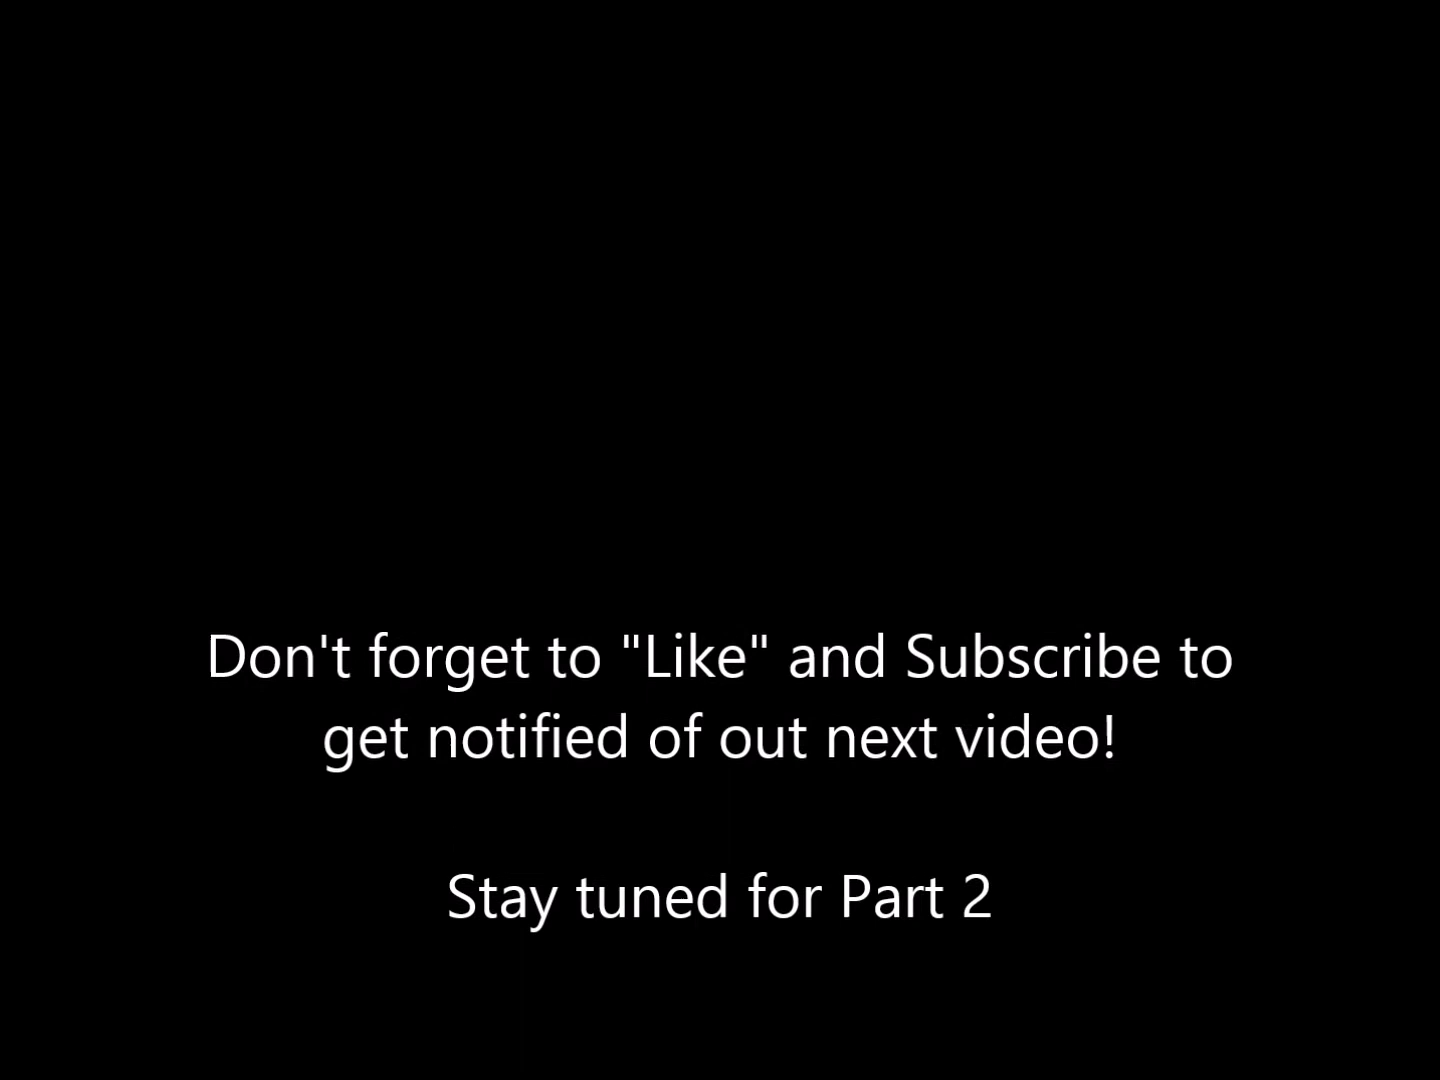 Don't forget to "Like" and Subscribe to
get notified of out next video!
Stay tuned for Part 2